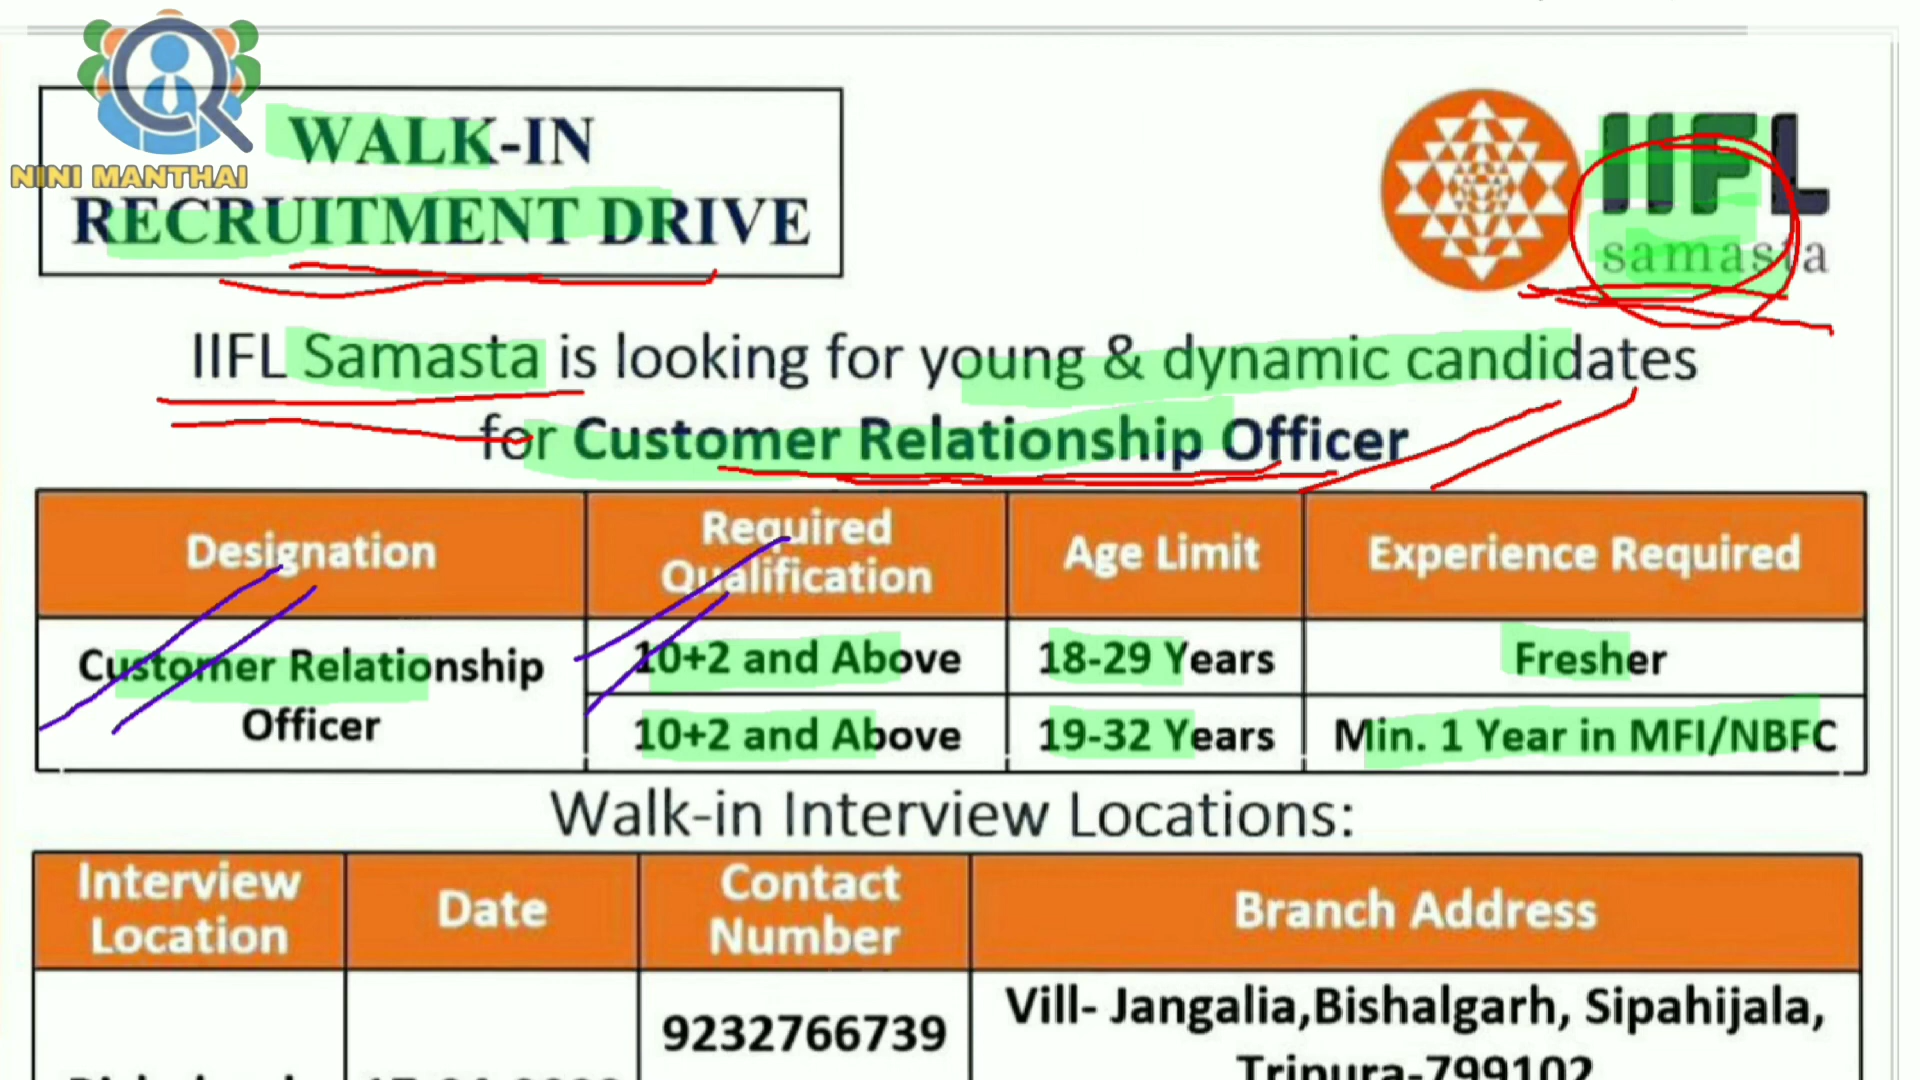 NINI MANTHAI
WALK-IN
RECRUITMENT DRIVE
IIFL
samasta
IIFL Samasta is looking for young & dynamic candidates
for Customer Relationship Officer
Designation
Required
Qualification
Age Limit
Experience Required
Customer Relationship
Officer
10+2 and Above
18-29 Years
Fresher
10+2 and Above
19-32 Years
Min. 1 Year in MFI/NBFC
Walk-in Interview Locations:
Interview
Location
Date
Contact
Number
Branch Address
9232766739
Vill- Jangalia,Bishalgarh, Sipahijala,
Tripura-799102